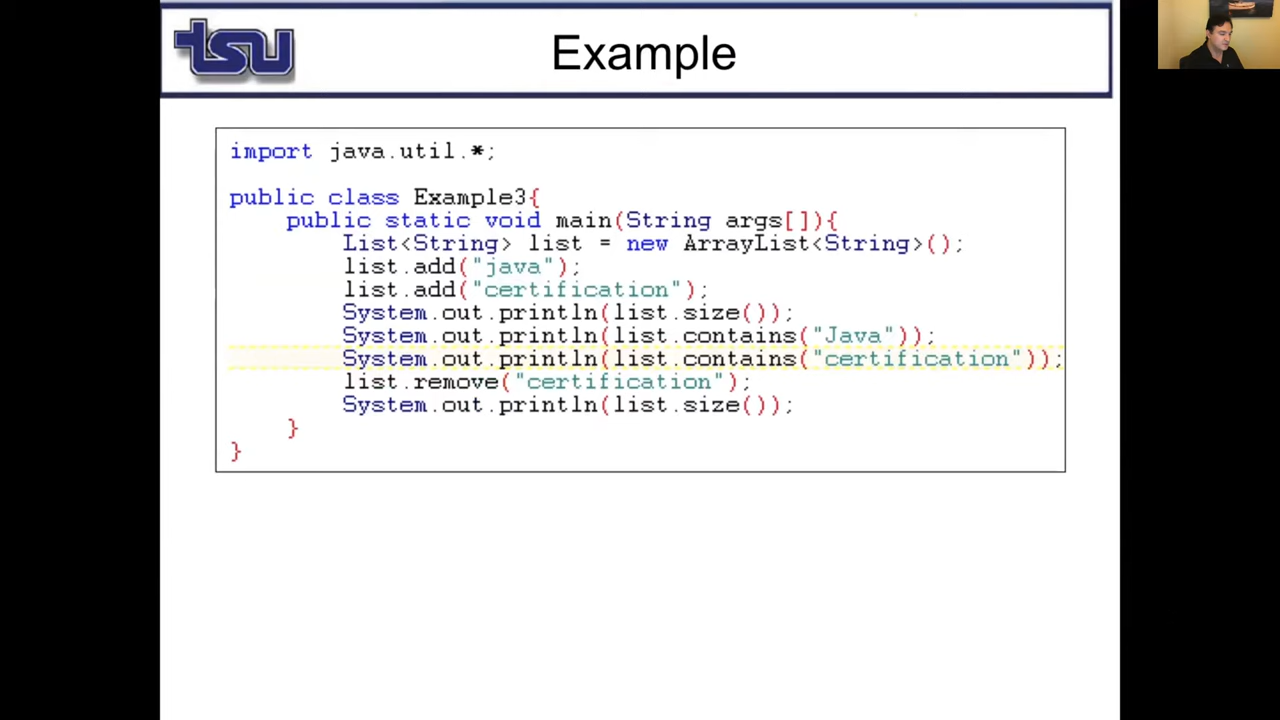 tsu
Example
import java.util.*;
public class Example3{
public static void main(String args[]){
List<String> list = new ArrayList<String>();
list.add("java");
list.add("certification");
System.out.println(list.size());
System.out.println(list.contains("Java"));
System.out.println(list.contains("certification"));
list.remove("certification");
System.out.println(list.size());
}
}